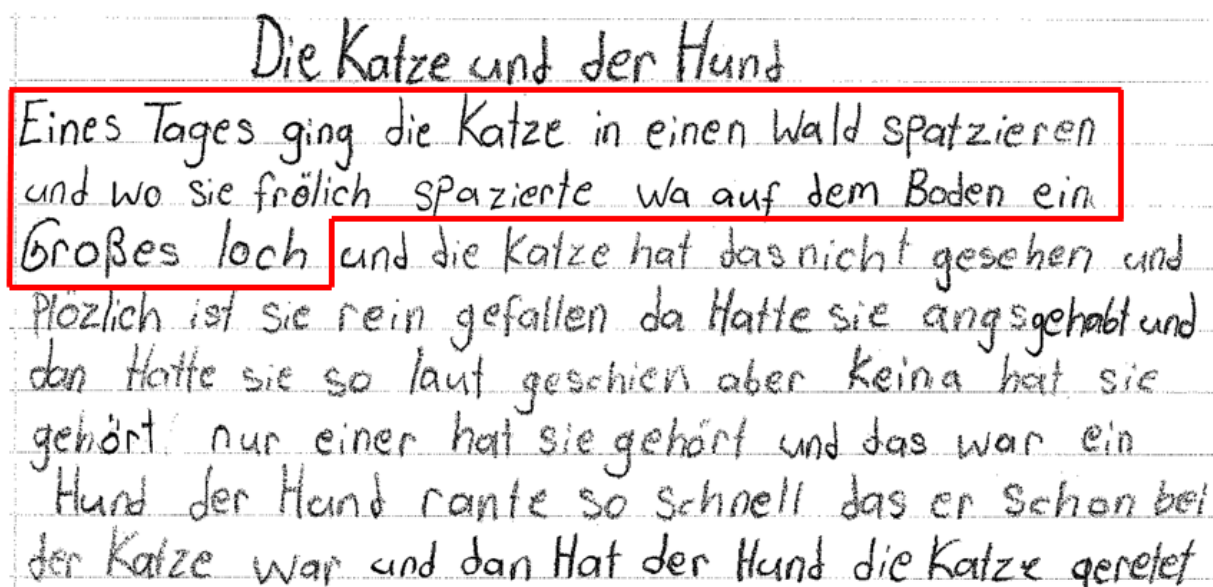 Die Katze und der Hund
Eines Tages ging die Katze in einen Wald spatzieren
und wo sie frölich spazierte wa auf dem Boden ein
Großes loch und die Katze hat das nicht gesehen und
Plözlich ist sie rein gefallen da Hatte sie angsgehabt und
dan Hatte sie so laut geschien aber Keina hat sie
gehört nur einer hat sie gehört und das war ein
Hund der Hund rante so schnell das er schon bei
der Katze war und dan Hat der Hund die Katze geretet